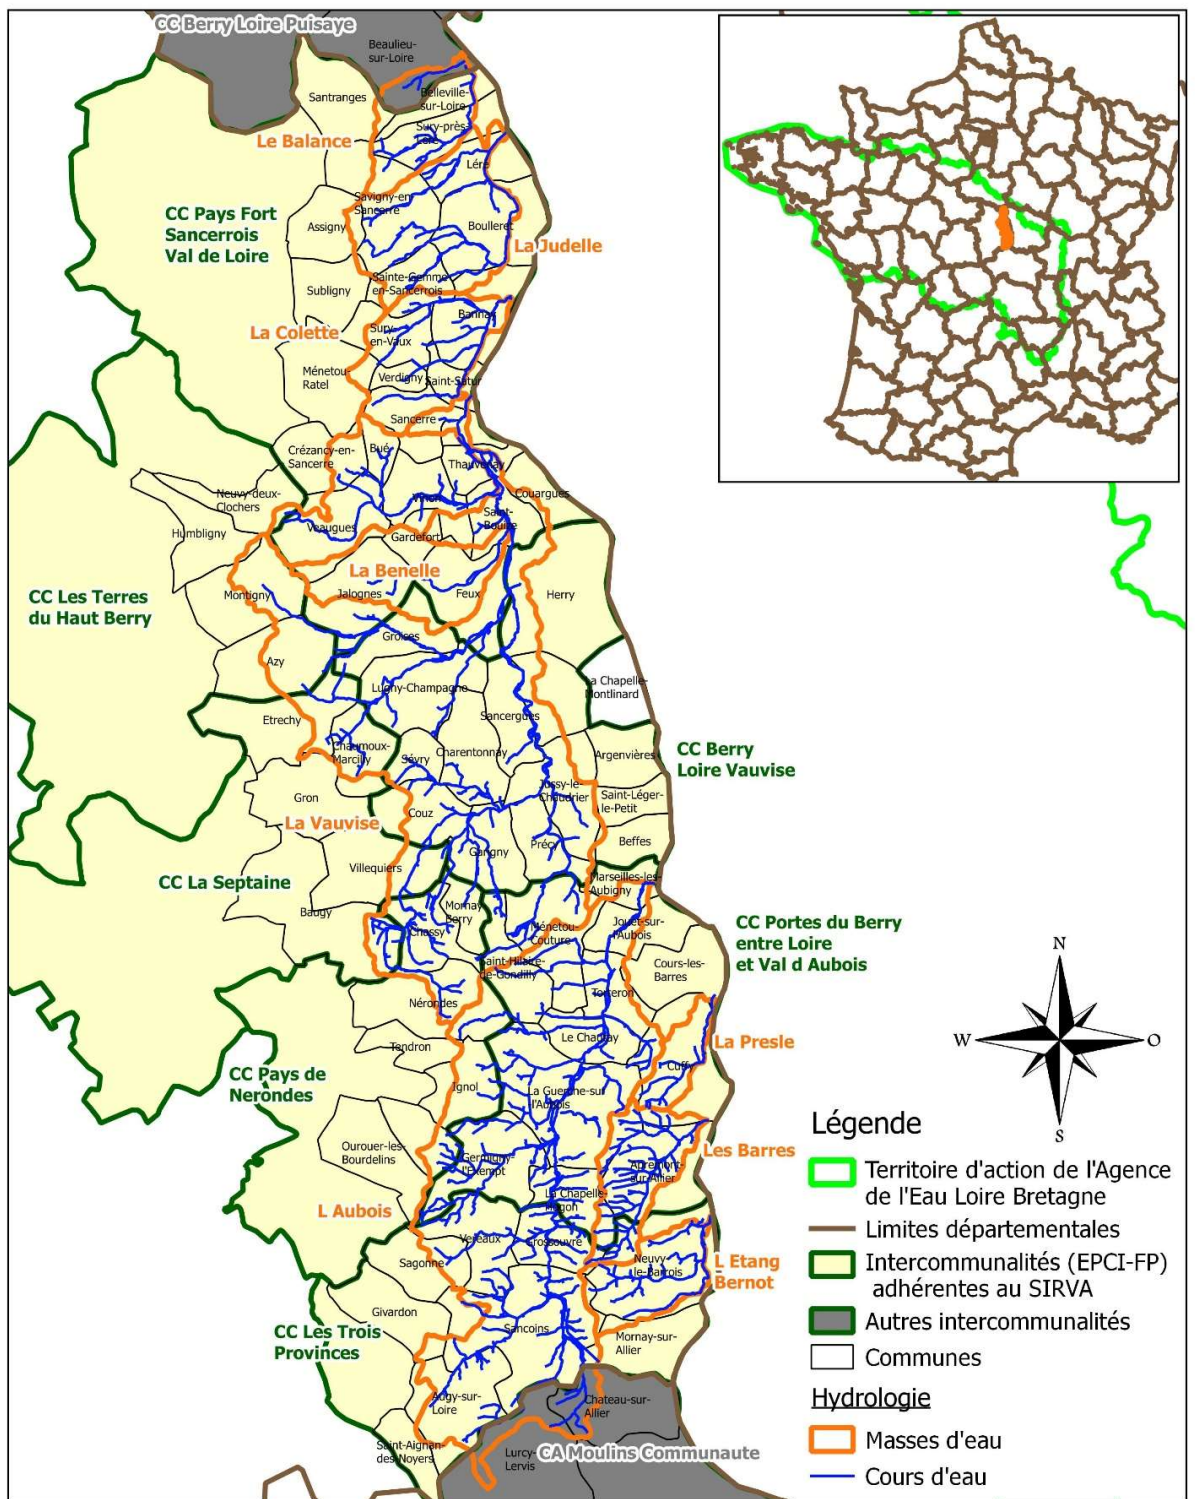 CC Berry Loire Puisaye
Beaulieu-
sur-Loire
Belleville-
sur-Loire
Santranges
Sury-près-
Léré
Le Balance
Léré
Savigny-en-
Sancerre
CC Pays Fort
Sancerrois
Val de Loire
Assigny
Boulleret
La Judelle
Sainte-Gemme-
en-Sancerrois
Subligny
Bannay
La Colette
Sury-
en-Vaux
Ménetou-
Ratel
Verdigny
Saint-Satur
Sancerre
Crézancy-en-
Sancerre
Bué
Thauvenay
Neuvy-deux-
Clochers
Vinon
Couargues
Saint-
Bouize
Humbligny
Veaugues
Gardefort
La Benelle
CC Les Terres
du Haut Berry
Montigny
Jalognes
Feux
Herry
Groises
Azy
Lugny-Champagne
La Chapelle-
Montlinard
Etrechy
Sancergues
Chaumoux-
Marcilly
Sévry
Charentonnay
Argenvières
CC Berry
Loire Vauvise
Gron
Jussy-le-
Chaudrier
Saint-Léger-
le-Petit
La Vauvise
Couz
Beffes
Précy
Garigny
Villequiers
CC La Septaine
Marseilles-les-
Aubigny
Baugy
Mornay
Berry
Chassy
Ménetou-
Couture
Jouet-sur-
l'Aubois
CC Portes du Berry
entre Loire
et Val d Aubois
Saint-Hilaire-
de-Gondilly
Cours-les-
Barres
Nérondes
Torteron
Tendron
Le Chautay
La Presle
CC Pays de
Nerondes
Ignol
Cuffy
La Guerche-sur
-l'Aubois
Ourouer-les-
Bourdelins
Germigny-
l'Exempt
Apremont-
sur-Allier
Les Barres
L Aubois
La Chapelle-
Hugon
Vereaux
Grossouvre
Sagonne
Neuvy-
le-Barrois
L Etang
Bernot
Givardon
CC Les Trois
Provinces
Sancoins
Mornay-sur-
Allier
Augy-sur-
Loire
Chateau-sur-
Allier
Saint-Aignan-
des-Noyers
Lurcy-
Lervis
CA Moulins Communaute
N
W
O
S
Légende
Territoire d'action de l'Agence
de l'Eau Loire Bretagne
Limites départementales
Intercommunalités (EPCI-FP)
adhérentes au SIRVA
Autres intercommunalités
Communes
Hydrologie
Masses d'eau
Cours d'eau